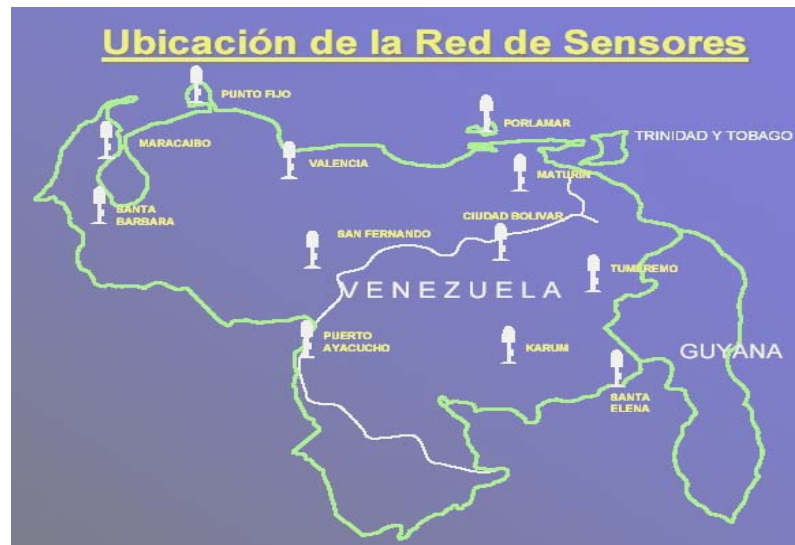 Ubicación de la Red de Sensores
PUNTO FIJO
PORLAMAR
TRINIDAD Y TOBAGO
MARACAIBO
VALENCIA
MATURIN
SANTA
BARBARA
CIUDAD BOLIVAR
SAN FERNANDO
TUMEREMO
VENEZUELA
PUERTO
AYACUCHO
KARUM
GUYANA
SANTA
ELENA